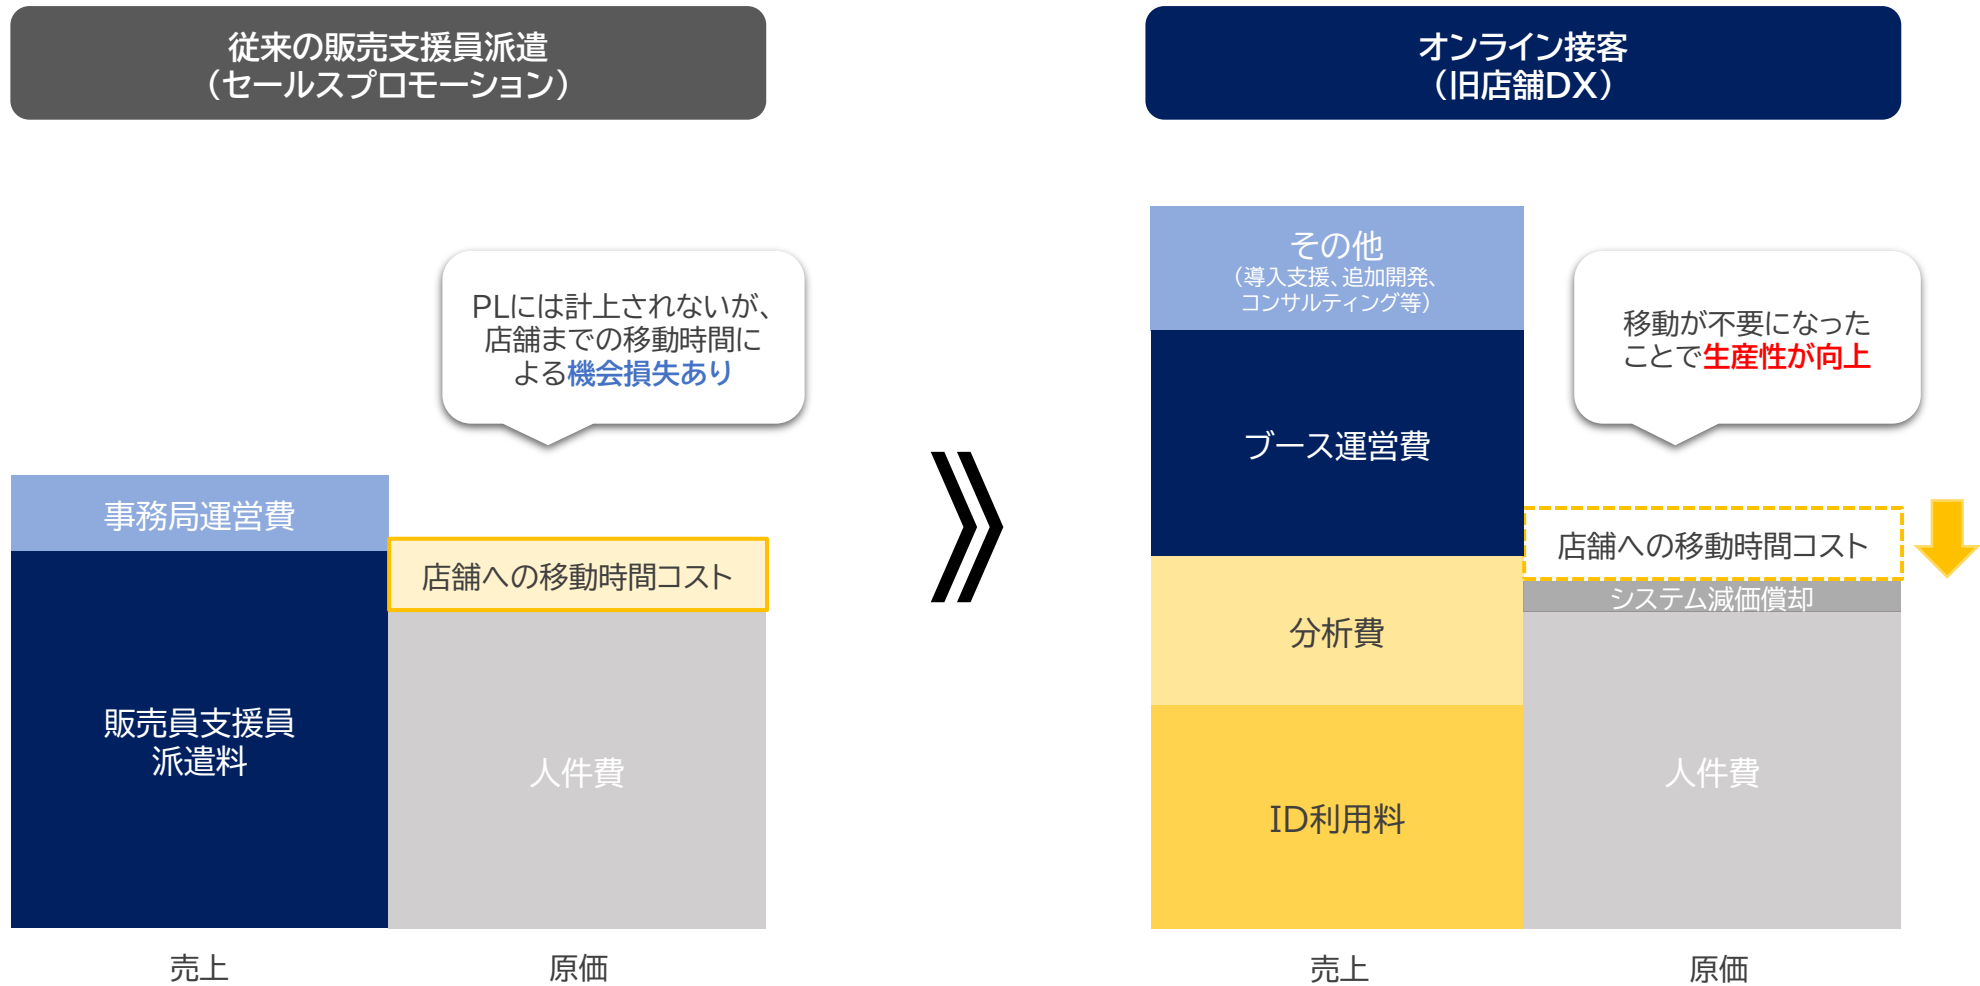 従来の販売支援員派遣
（セールスプロモーション）
PLには計上されないが、
店舗までの移動時間に
よる機会損失あり
事務局運営費
販売員支援員
派遣料
店舗への移動時間コスト
人件費
売上
原価
オンライン接客
（旧店舗DX）
その他
（導入支援、追加開発、
コンサルティング等）
移動が不要になった
ことで生産性が向上
ブース運営費
分析費
ID利用料
店舗への移動時間コスト
システム減価償却
人件費
売上
原価